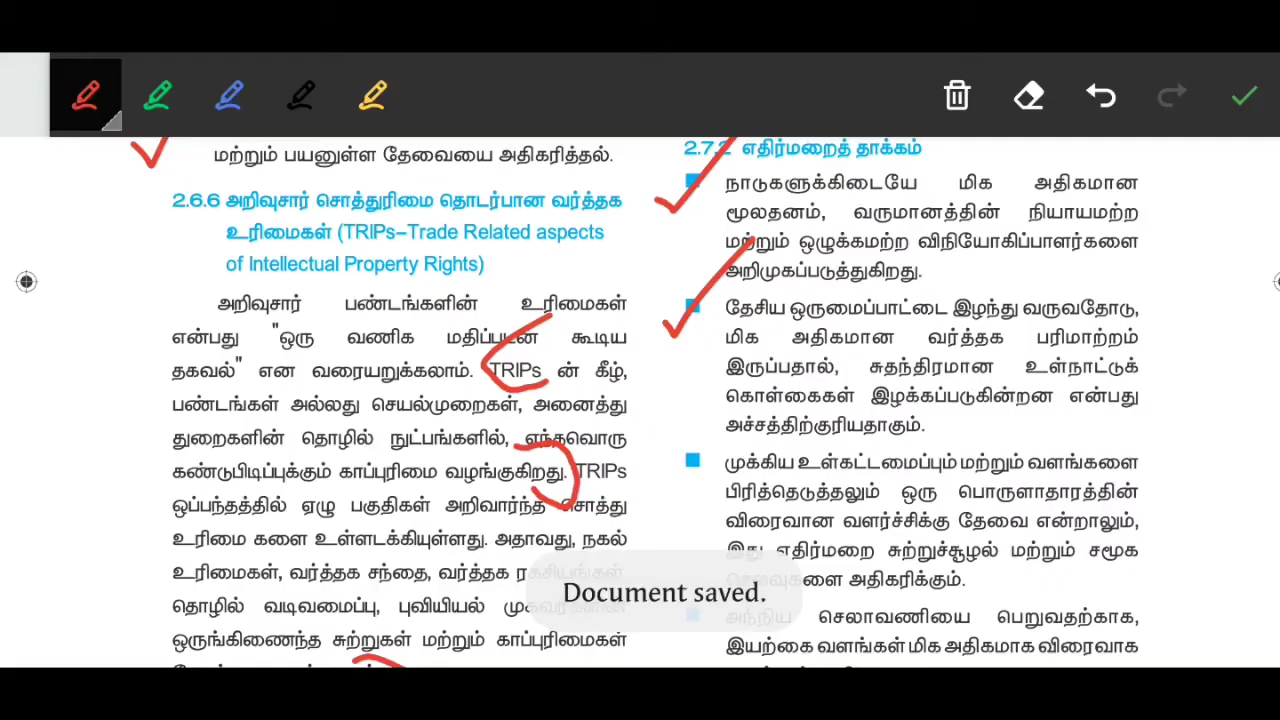 மற்றும் பயனுள்ள தேவையை அதிகரித்தல்.
2.6.6 அறிவுசார் சொத்துரிமை தொடர்பான வர்த்தக
உரிமைகள் (TRIPs–Trade Related aspects
of Intellectual Property Rights)
அறிவுசார் பண்டங்களின் உரிமைகள்
என்பது "ஒரு வணிக மதிப்புடன் கூடிய
தகவல்" என வரையறுக்கலாம். TRIPs ன் கீழ்,
பண்டங்கள் அல்லது செயல்முறைகள், அனைத்து
துறைகளின் தொழில் நுட்பங்களில், எந்தவொரு
கண்டுபிடிப்புக்கும் காப்புரிமை வழங்குகிறது. TRIPs
ஒப்பந்தத்தில் ஏழு பகுதிகள் அறிவார்ந்த சொத்து
உரிமை களை உள்ளடக்கியுள்ளது. அதாவது, நகல்
உரிமைகள், வர்த்தக சந்தை, வர்த்தக ரகசியங்கள்
தொழில் வடிவமைப்பு, புவியியல்
ஒருங்கிணைந்த சுற்றுகள் மற்றும் காப்புரிமைகள்
2.7.2 எதிர்மறைத் தாக்கம்
நாடுகளுக்கிடையே மிக அதிகமான
மூலதனம், வருமானத்தின் நியாயமற்ற
மற்றும் ஒழுக்கமற்ற விநியோகிப்பாளர்களை
அறிமுகப்படுத்துகிறது.
தேசிய ஒருமைப்பாட்டை இழந்து வருவதோடு,
மிக அதிகமான வர்த்தக பரிமாற்றம்
இருப்பதால், சுதந்திரமான உள்நாட்டுக்
கொள்கைகள் இழக்கப்படுகின்றன என்பது
அச்சத்திற்குரியதாகும்.
முக்கிய உள்கட்டமைப்பும் மற்றும் வளங்களை
பிரித்தெடுத்தலும் ஒரு பொருளாதாரத்தின்
விரைவான வளர்ச்சிக்கு தேவை என்றாலும்,
இது எதிர்மறை சுற்றுச்சூழல் மற்றும் சமூக
செலவுகளை அதிகரிக்கும்.
அந்நிய செலாவணியை பெறுவதற்காக,
இயற்கை வளங்கள் மிக அதிகமாக விரைவாக
Document saved.